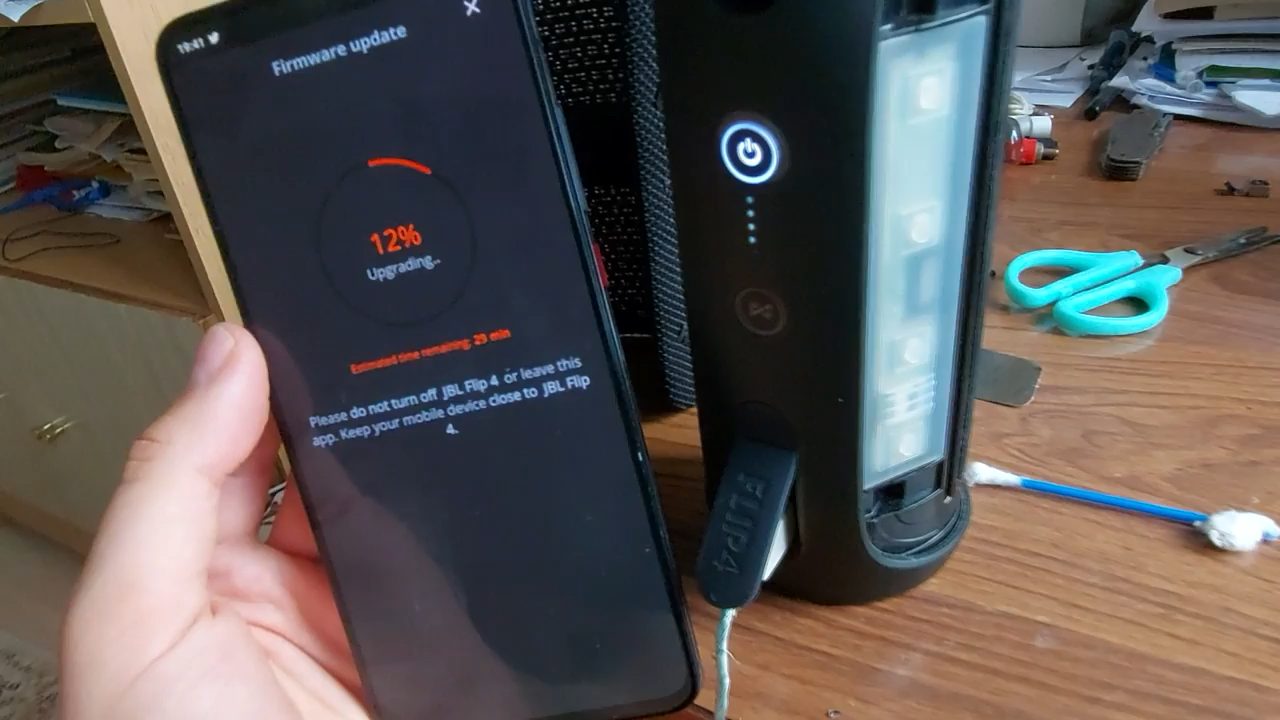 19:41
Firmware update
12%
Upgrading..
Estimated time remaining: 29 min
Please do not turn off JBL Flip 4 or leave this
app. Keep your mobile device close to JBL Flip
4.
FLIP4